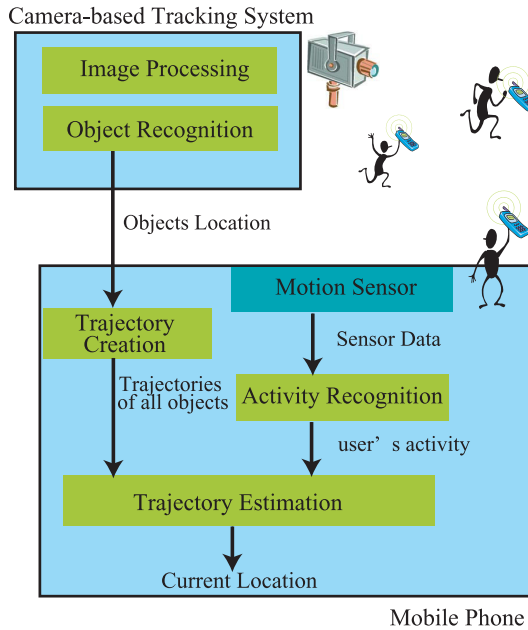 Camera-based Tracking System
Image Processing
Object Recognition
Objects Location
Motion Sensor
Trajectory
Creation
Sensor Data
Trajectories
of all objects
Activity Recognition
user’ s activity
Trajectory Estimation
Current Location
Mobile Phone